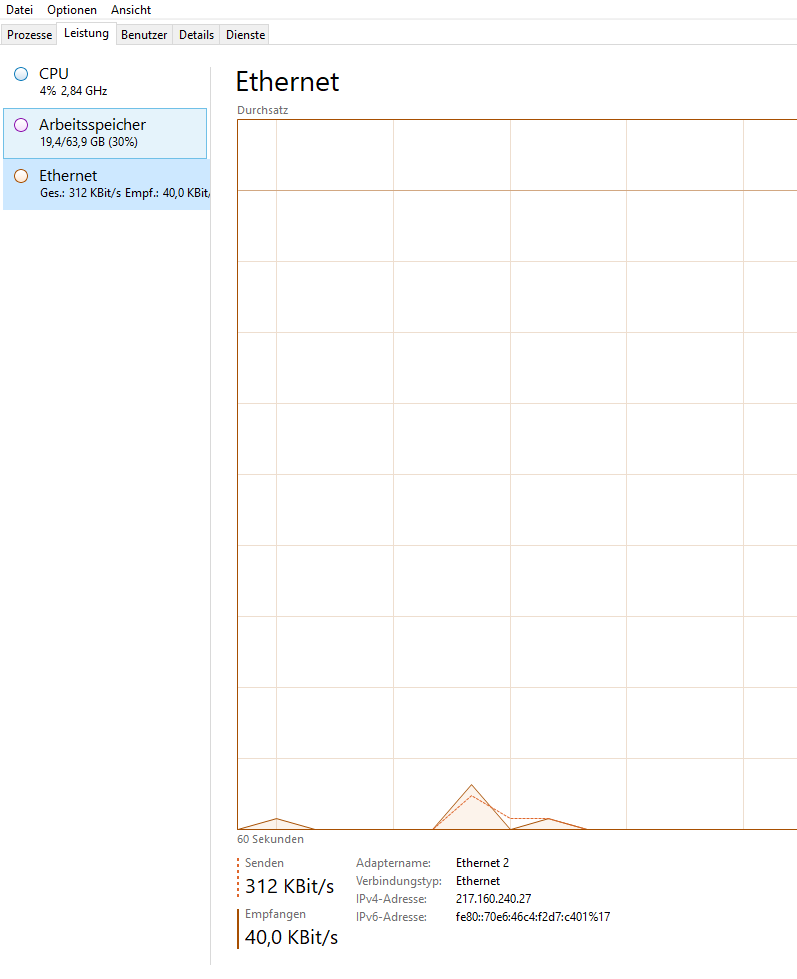 Datei Optionen Ansicht
Prozesse Leistung Benutzer Details Dienste
CPU
4% 2,84 GHz
Arbeitsspeicher
19,4/63,9 GB (30%)
Ethernet
Ges.: 312 KBit/s Empf.: 40,0 KBit/
Ethernet
Durchsatz
60 Sekunden
Senden
312 KBit/s
Empfangen
40,0 KBit/s
Adaptername: Ethernet 2
Verbindungstyp: Ethernet
IPv4-Adresse: 217.160.240.27
IPv6-Adresse: fe80::70e6:46c4:f2d7:c401%17